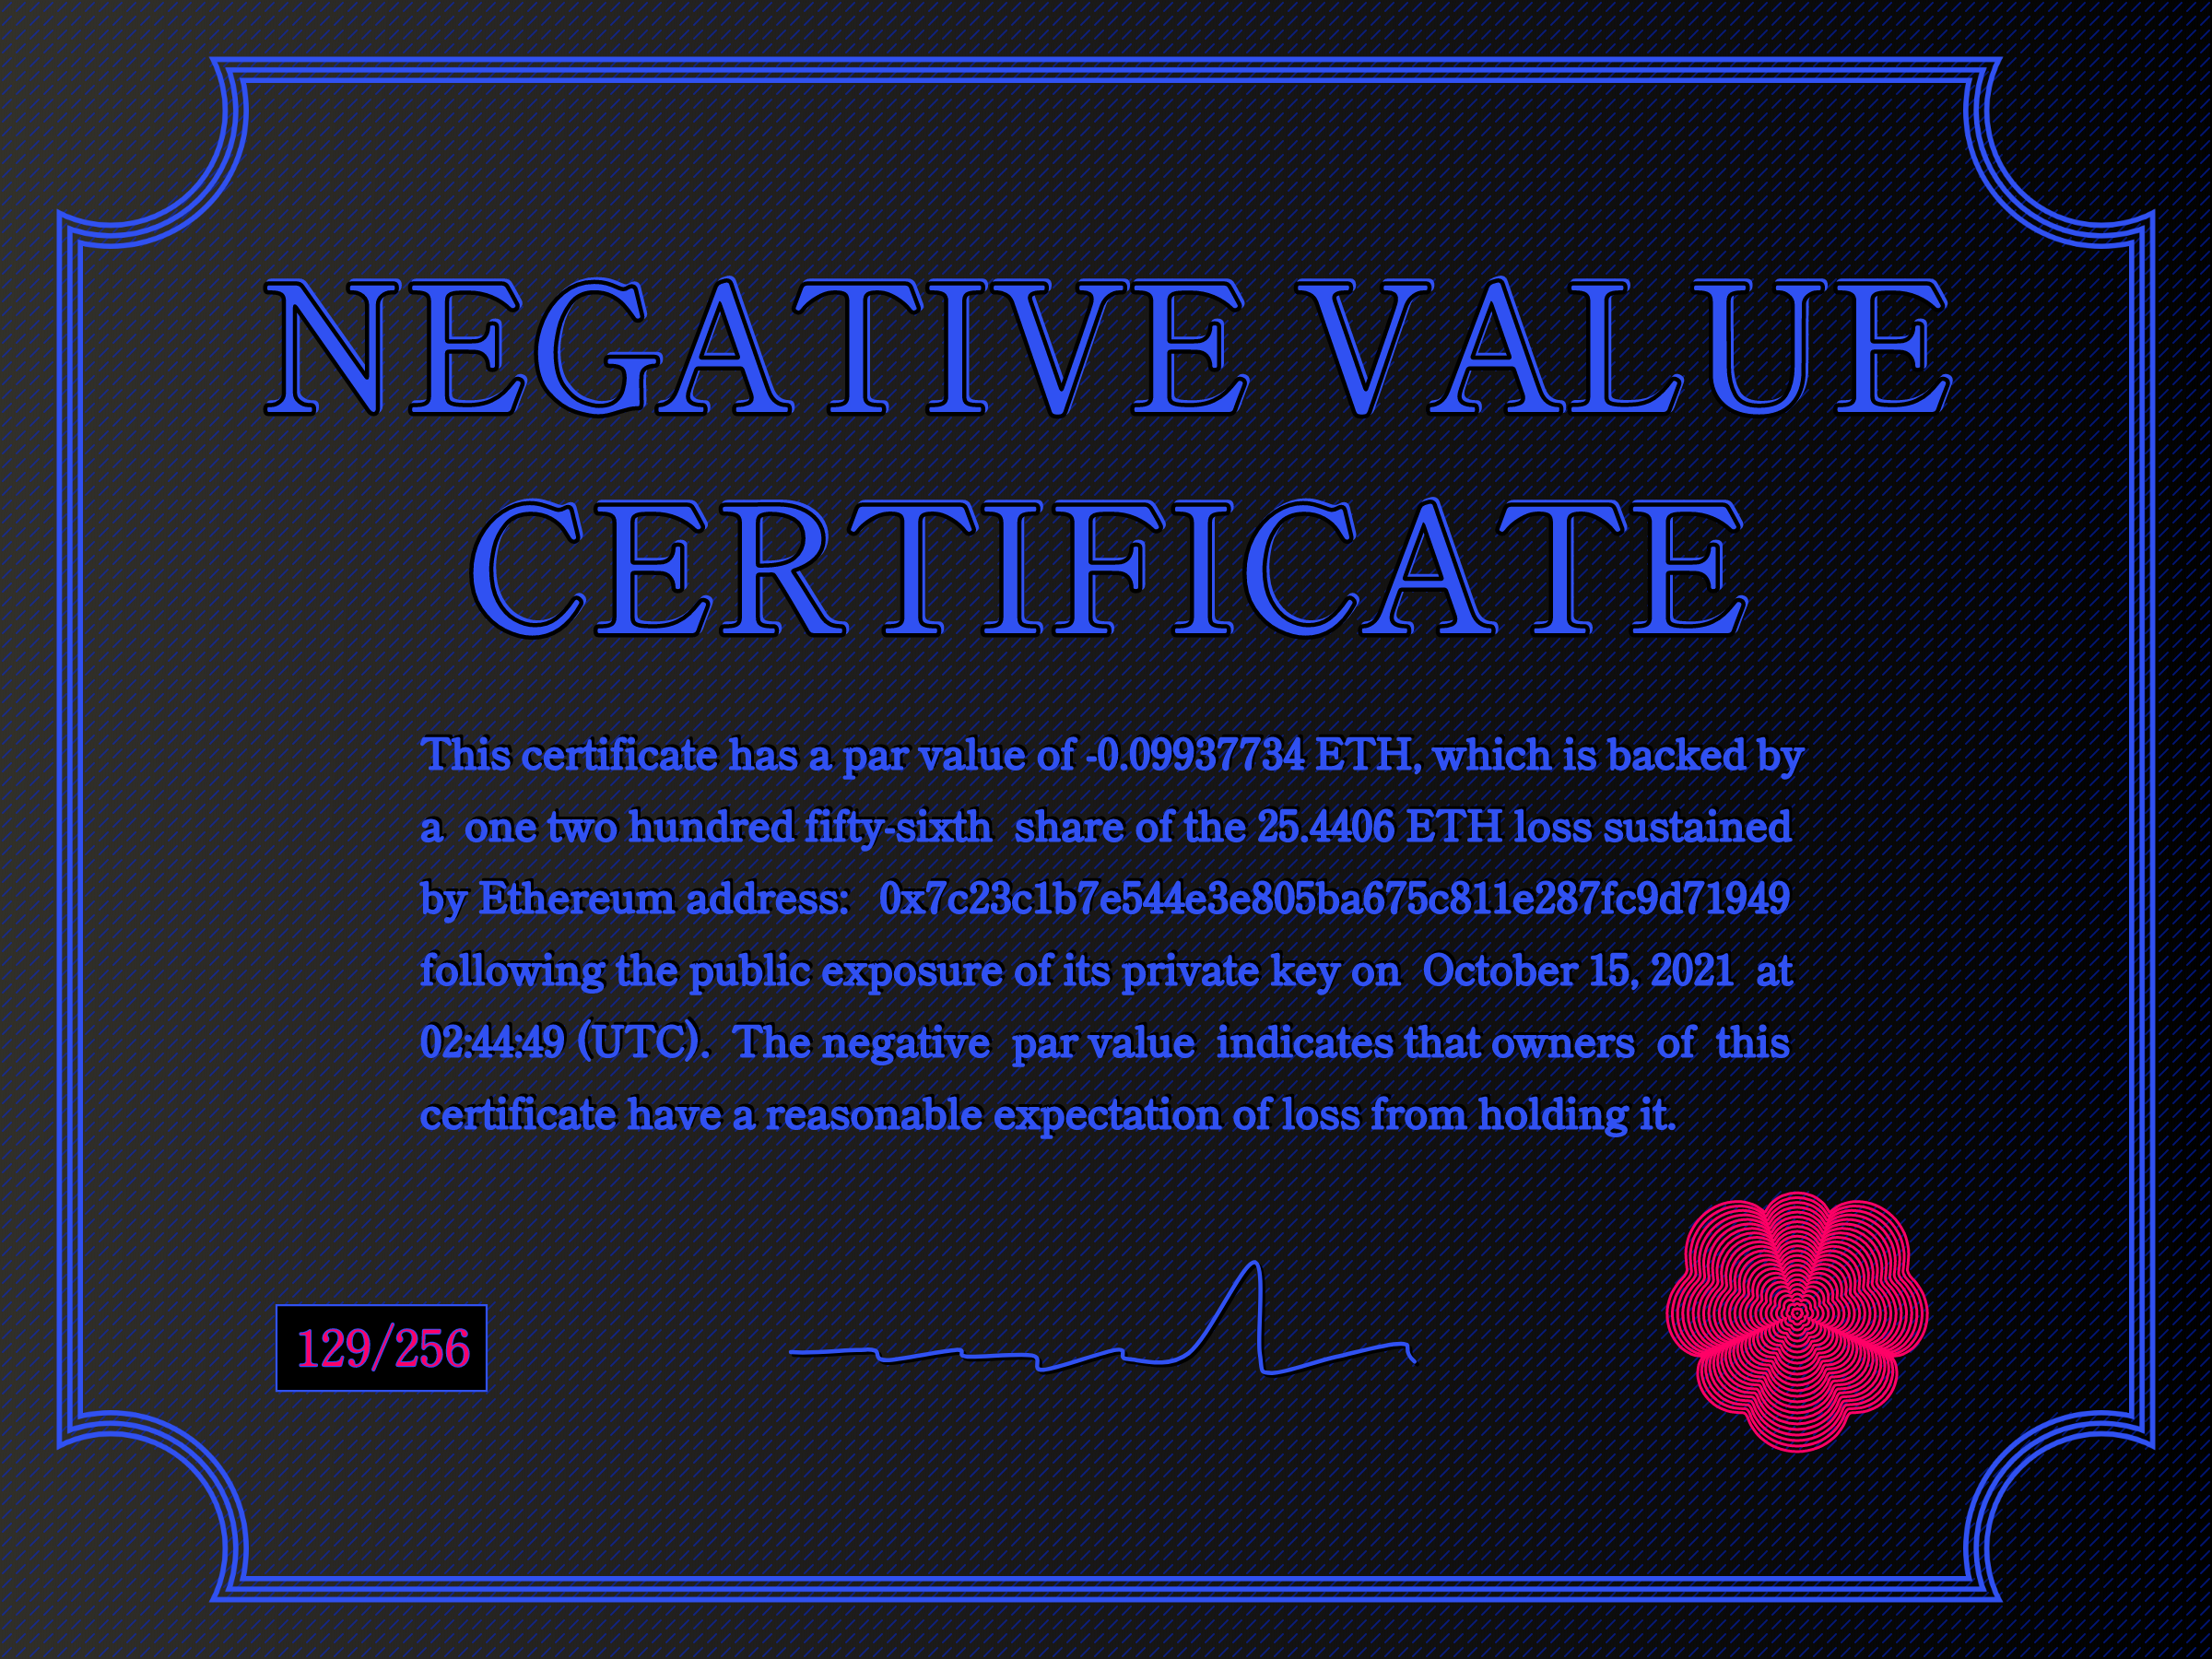 NEGATIVE VALUE
CERTIFICATE
This certificate has a par value of -0.09937734 ETH, which is backed by
a one two hundred fifty-sixth share of the 25.4406 ETH loss sustained
by Ethereum address: 0x7c23c1b7e544e3e805ba675c811e287fc9d71949
following the public exposure of its private key on October 15, 2021 at
02:44:49 (UTC). The negative par value indicates that owners of this
certificate have a reasonable expectation of loss from holding it.
129/256